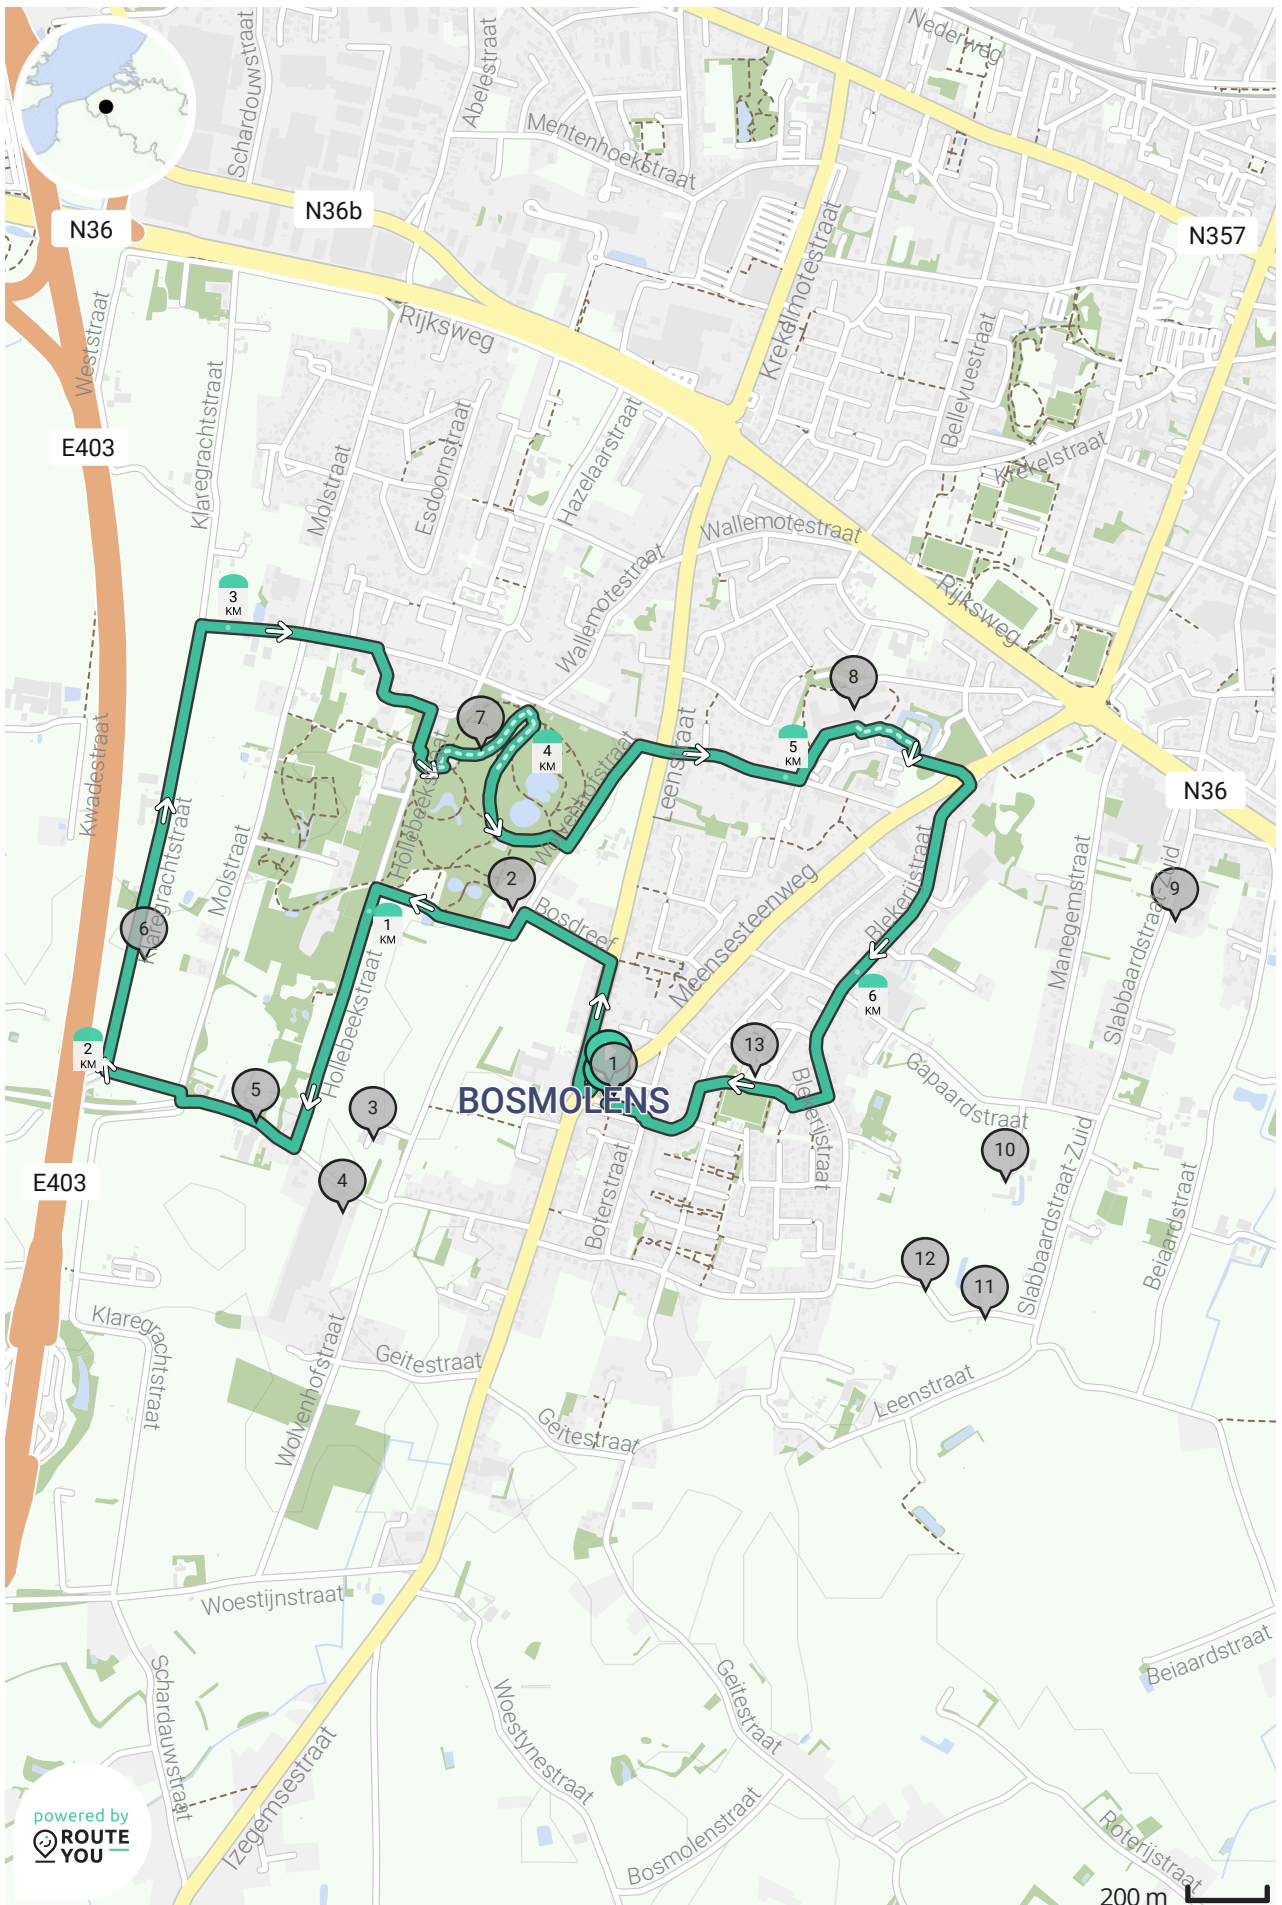 Nederweg
Abelestraat
Schardouwstraat
Mentenhoekstraat
N36b
N36
N357
Krekelmotestraat
Rijksweg
Weststraat
Bellevuestraat
Klaregrachtstraat
Molstraat
Esdoornstraat
Hazelaarstraat
E403
Krekelstraat
Wallemotestraat
Rijksweg
Wallemotestraat
3
KM
8
7
Kwadestraat
Leenstraat
4
KM
5
KM
Hollebeekstraat
Wolvenhofstraat
N36
Klaregrachtstraat
Molstraat
Manegemstraat
Slabbaardstraat-Zuid
Blekerijstraat
Meensesteenweg
2
9
Bosdreef
1
KM
6
Hollebeekstraat
6
KM
2
KM
13
1
BOSMOLENS
5
3
Blekerijstraat
Gapaardstraat
10
4
E403
Boterstraat
Slabbaardstraat-Zuid
Beiaardstraat
12
11
Klaregrachtstraat
Geitestraat
Wolvenhofstraat
Leenstraat
Geitestraat
Woestijnstraat
Beiaardstraat
Schardauwstraat
Izegemsestraat
Woestynestraat
Geitestraat
Bosmolenstraat
Roterijstraat
powered by
ROUTE
YOU
200 m